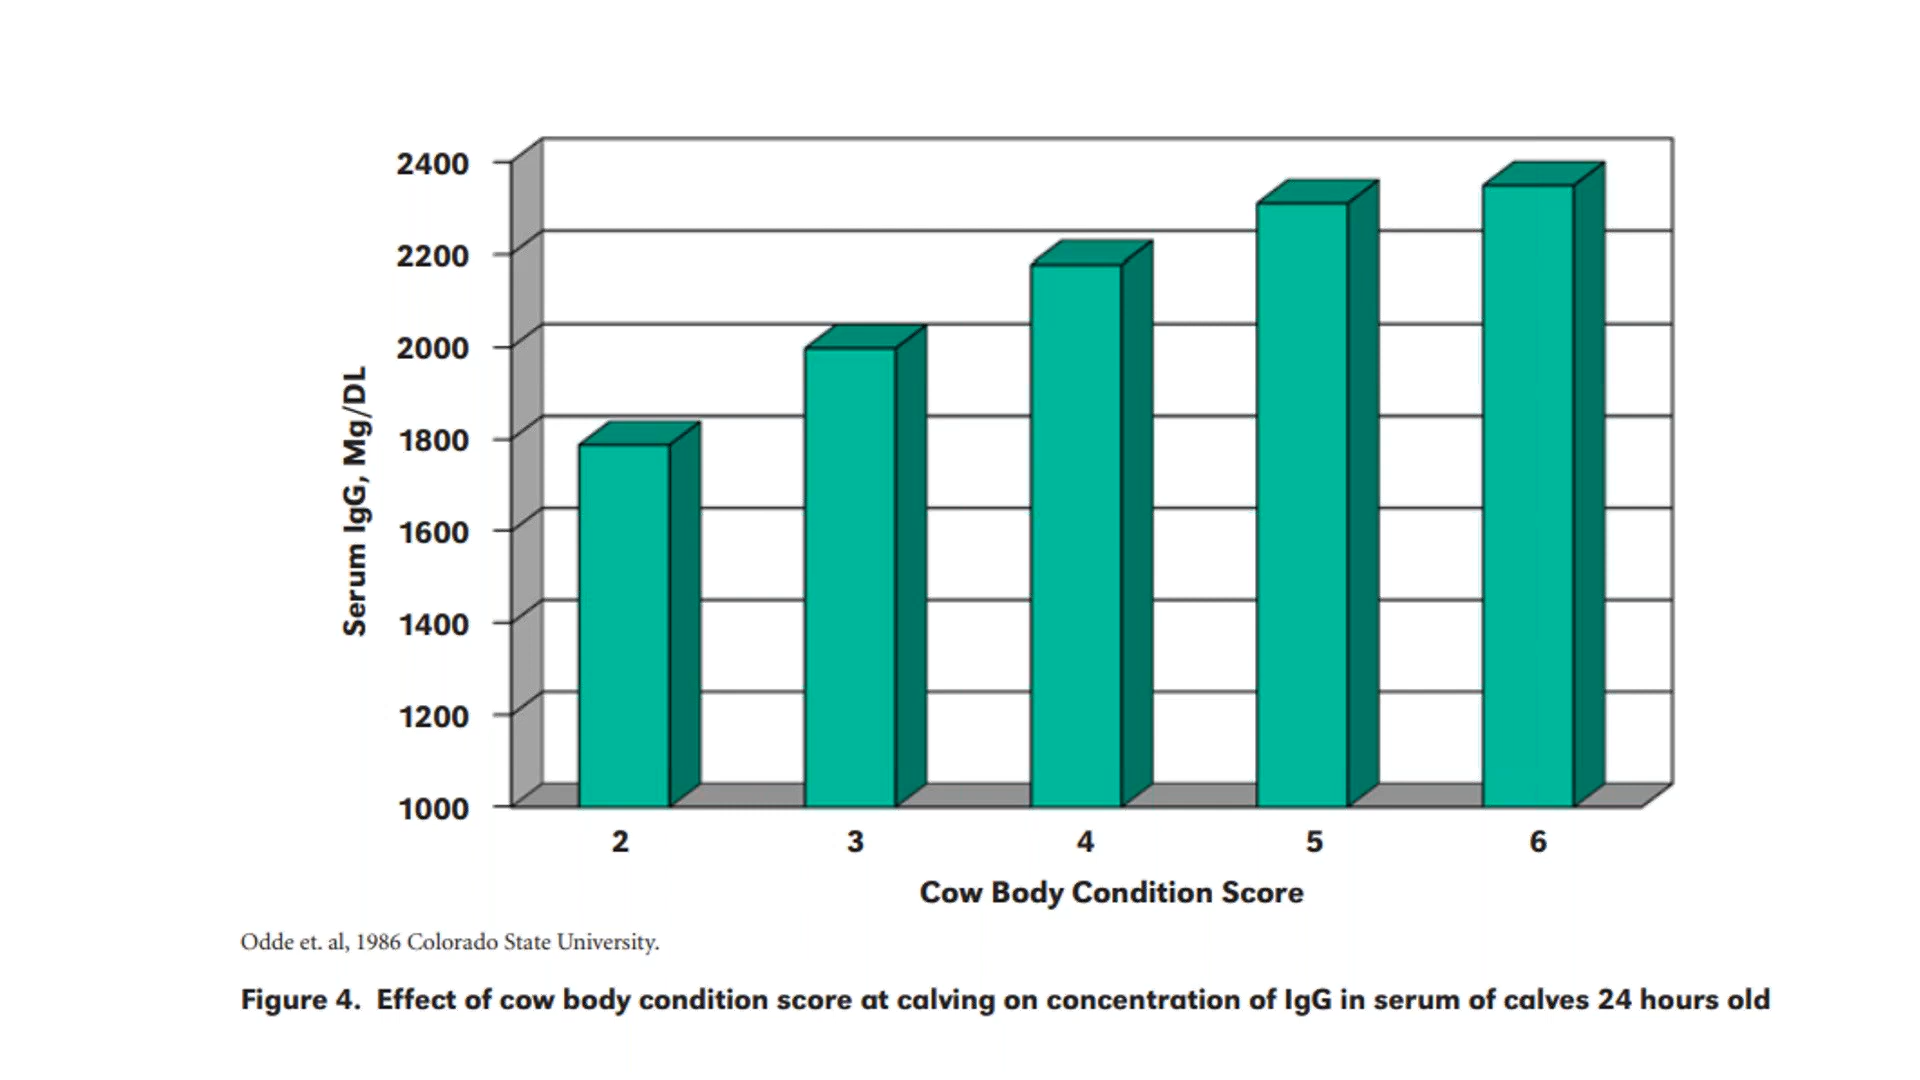 2400
2200
2000
1800
1600
1400
1200
1000
Serum IgG, Mg/DL
2 3 4 5 6
Cow Body Condition Score
Odde et. al, 1986 Colorado State University.
Figure 4. Effect of cow body condition score at calving on concentration of IgG in serum of calves 24 hours old